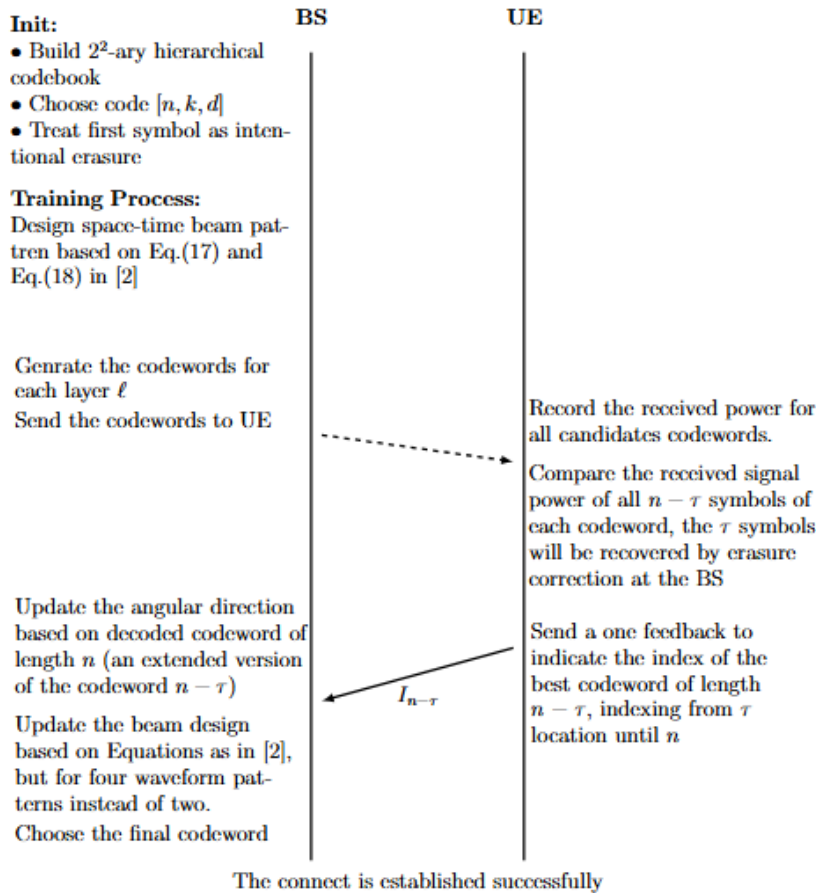 BS
UE
Init:
• Build 2²-ary hierarchical
codebook
• Choose code [n, k, d]
• Treat first symbol as inten-
tional erasure
Training Process:
Design space-time beam pat-
tren based on Eq.(17) and
Eq.(18) in [2]
Genrate the codewords for
each layer ℓ
Send the codewords to UE
Record the received power for
all candidates codewords.
Compare the received signal
power of all n − τ symbols of
each codeword, the τ symbols
will be recovered by erasure
correction at the BS
Update the angular direction
based on decoded codeword of
length n (an extended version
of the codeword n − τ)
Send a one feedback to
indicate the index of the
best codeword of length
n − τ, indexing from τ
location until n
I_{n−τ}
Update the beam design
based on Equations as in [2],
but for four waveform pat-
terns instead of two.
Choose the final codeword
The connect is established successfully